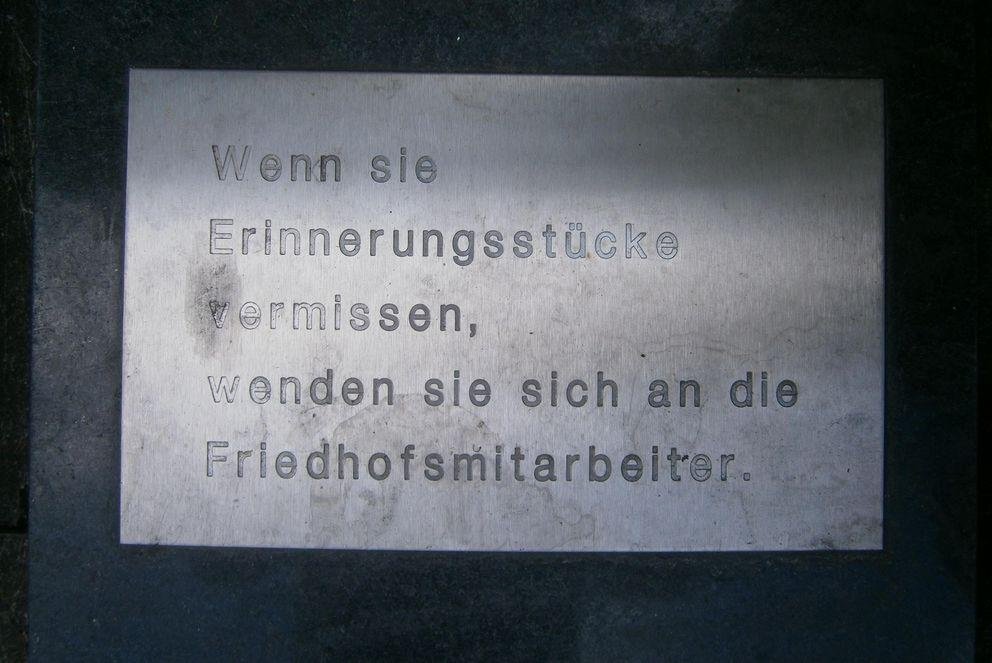 Wenn sie
Erinnerungsstücke
vermissen,
wenden sie sich an die
Friedhofsmitarbeiter.